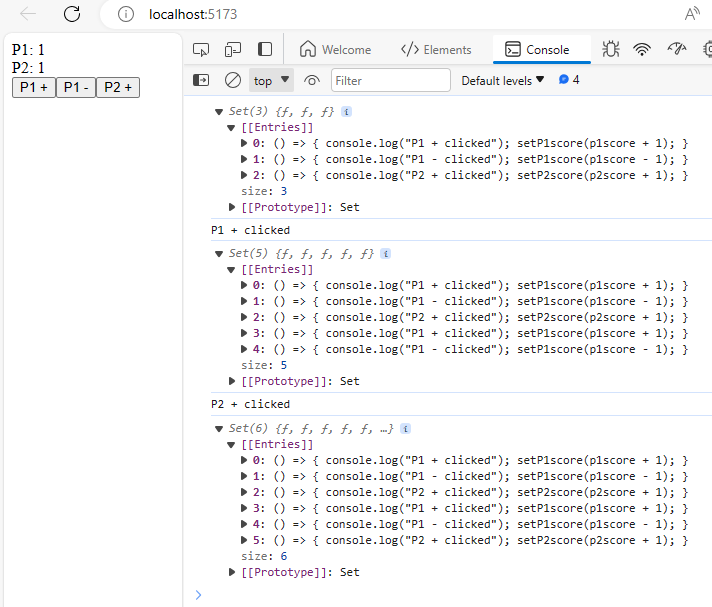 localhost:5173
P1: 1
P2: 1
P1 +
P1 -
P2 +
Welcome
Elements
Console
top
Filter
Default levels
4
Set(3) {ƒ, ƒ, ƒ}
[[Entries]]
0: () => { console.log("P1 + clicked"); setP1score(p1score + 1); }
1: () => { console.log("P1 - clicked"); setP1score(p1score - 1); }
2: () => { console.log("P2 + clicked"); setP2score(p2score + 1); }
size: 3
[[Prototype]]: Set
P1 + clicked
Set(5) {ƒ, ƒ, ƒ, ƒ, ƒ}
[[Entries]]
0: () => { console.log("P1 + clicked"); setP1score(p1score + 1); }
1: () => { console.log("P1 - clicked"); setP1score(p1score - 1); }
2: () => { console.log("P2 + clicked"); setP2score(p2score + 1); }
3: () => { console.log("P1 + clicked"); setP1score(p1score + 1); }
4: () => { console.log("P1 - clicked"); setP1score(p1score - 1); }
size: 5
[[Prototype]]: Set
P2 + clicked
Set(6) {ƒ, ƒ, ƒ, ƒ, ƒ, …}
[[Entries]]
0: () => { console.log("P1 + clicked"); setP1score(p1score + 1); }
1: () => { console.log("P1 - clicked"); setP1score(p1score - 1); }
2: () => { console.log("P2 + clicked"); setP2score(p2score + 1); }
3: () => { console.log("P1 + clicked"); setP1score(p1score + 1); }
4: () => { console.log("P1 - clicked"); setP1score(p1score - 1); }
5: () => { console.log("P2 + clicked"); setP2score(p2score + 1); }
size: 6
[[Prototype]]: Set